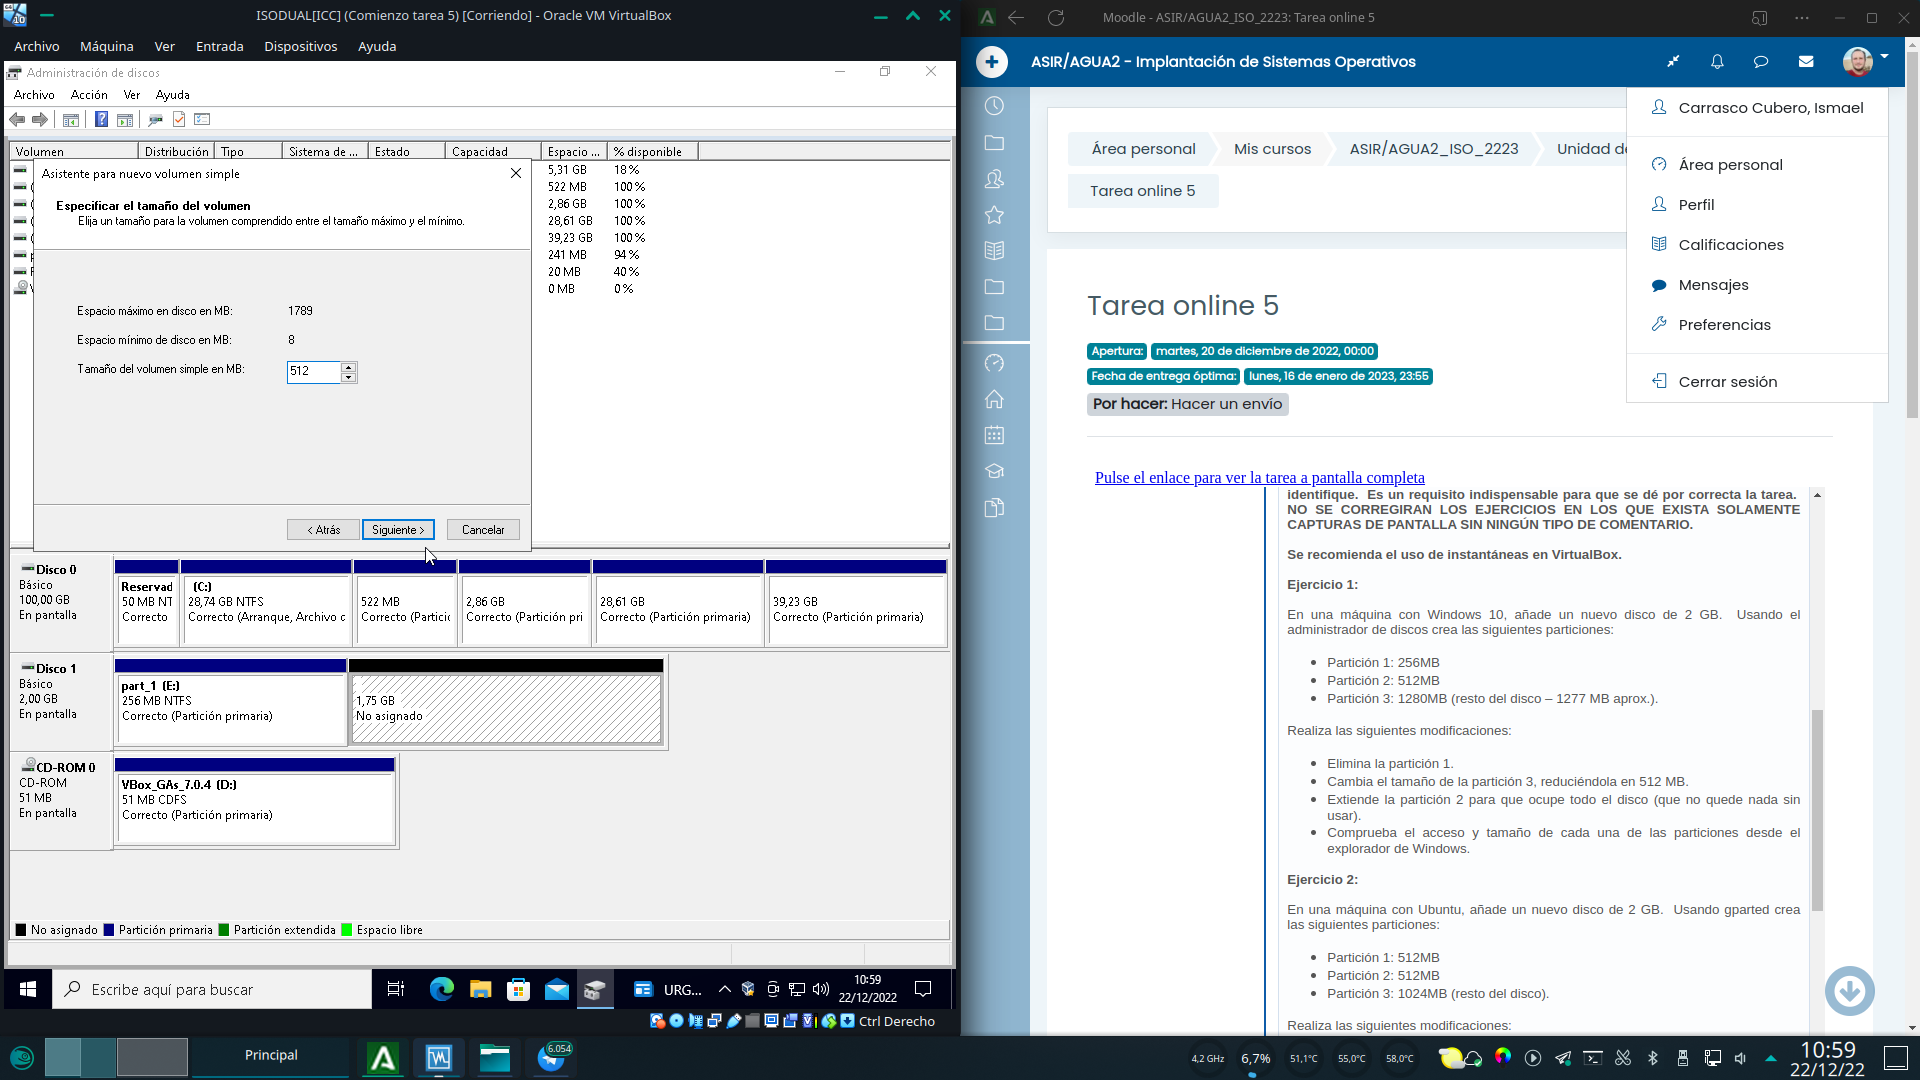 ISODUAL[ICC] (Comienzo tarea 5) [Corriendo] - Oracle VM VirtualBox
Archivo Máquina Ver Entrada Dispositivos Ayuda
Administración de discos
Archivo Acción Ver Ayuda
Volumen Distribución Tipo Sistema de ... Estado Capacidad Espacio ... % disponible
5,31 GB 18 %
522 MB 100 %
2,86 GB 100 %
28,61 GB 100 %
39,23 GB 100 %
241 MB 94 %
20 MB 40 %
0 MB 0 %
Asistente para nuevo volumen simple
Especificar el tamaño del volumen
Elija un tamaño para la volumen comprendido entre el tamaño máximo y el mínimo.
Espacio máximo en disco en MB: 1789
Espacio mínimo de disco en MB: 8
Tamaño del volumen simple en MB: 512
< Atrás Siguiente > Cancelar
Disco 0
Básico
100,00 GB
En pantalla
Reservad
50 MB NT
Correcto
(C:)
28,74 GB NTFS
Correcto (Arranque, Archivo c
522 MB
Correcto (Partic
2,86 GB
Correcto (Partición pri
28,61 GB
Correcto (Partición primaria)
39,23 GB
Correcto (Partición primaria)
Disco 1
Básico
2,00 GB
En pantalla
part_1 (E:)
256 MB NTFS
Correcto (Partición primaria)
1,75 GB
No asignado
CD-ROM 0
CD-ROM
51 MB
En pantalla
VBox_GAs_7.0.4 (D:)
51 MB CDFS
Correcto (Partición primaria)
No asignado Partición primaria Partición extendida Espacio libre
Escribe aquí para buscar
URG...
10:59
22/12/2022
Ctrl Derecho
Moodle - ASIR/AGUA2_ISO_2223: Tarea online 5
ASIR/AGUA2 - Implantación de Sistemas Operativos
Área personal Mis cursos ASIR/AGUA2_ISO_2223 Unidad de
Tarea online 5
Carrasco Cubero, Ismael
Área personal
Perfil
Calificaciones
Mensajes
Preferencias
Cerrar sesión
Tarea online 5
Apertura: martes, 20 de diciembre de 2022, 00:00
Fecha de entrega óptima: lunes, 16 de enero de 2023, 23:55
Por hacer: Hacer un envío
Pulse el enlace para ver la tarea a pantalla completa
identifique. Es un requisito indispensable para que se dé por correcta la tarea.
NO SE CORREGIRAN LOS EJERCICIOS EN LOS QUE EXISTA SOLAMENTE
CAPTURAS DE PANTALLA SIN NINGÚN TIPO DE COMENTARIO.
Se recomienda el uso de instantáneas en VirtualBox.
Ejercicio 1:
En una máquina con Windows 10, añade un nuevo disco de 2 GB. Usando el
administrador de discos crea las siguientes particiones:
Partición 1: 256MB
Partición 2: 512MB
Partición 3: 1280MB (resto del disco – 1277 MB aprox.).
Realiza las siguientes modificaciones:
Elimina la partición 1.
Cambia el tamaño de la partición 3, reduciéndola en 512 MB.
Extiende la partición 2 para que ocupe todo el disco (que no quede nada sin
usar).
Comprueba el acceso y tamaño de cada una de las particiones desde el
explorador de Windows.
Ejercicio 2:
En una máquina con Ubuntu, añade un nuevo disco de 2 GB. Usando gparted crea
las siguientes particiones:
Partición 1: 512MB
Partición 2: 512MB
Partición 3: 1024MB (resto del disco).
Realiza las siguientes modificaciones:
Principal
6.054
4,2 GHz 6,7% 51,1°C 55,0°C 58,0°C
10:59
22/12/22